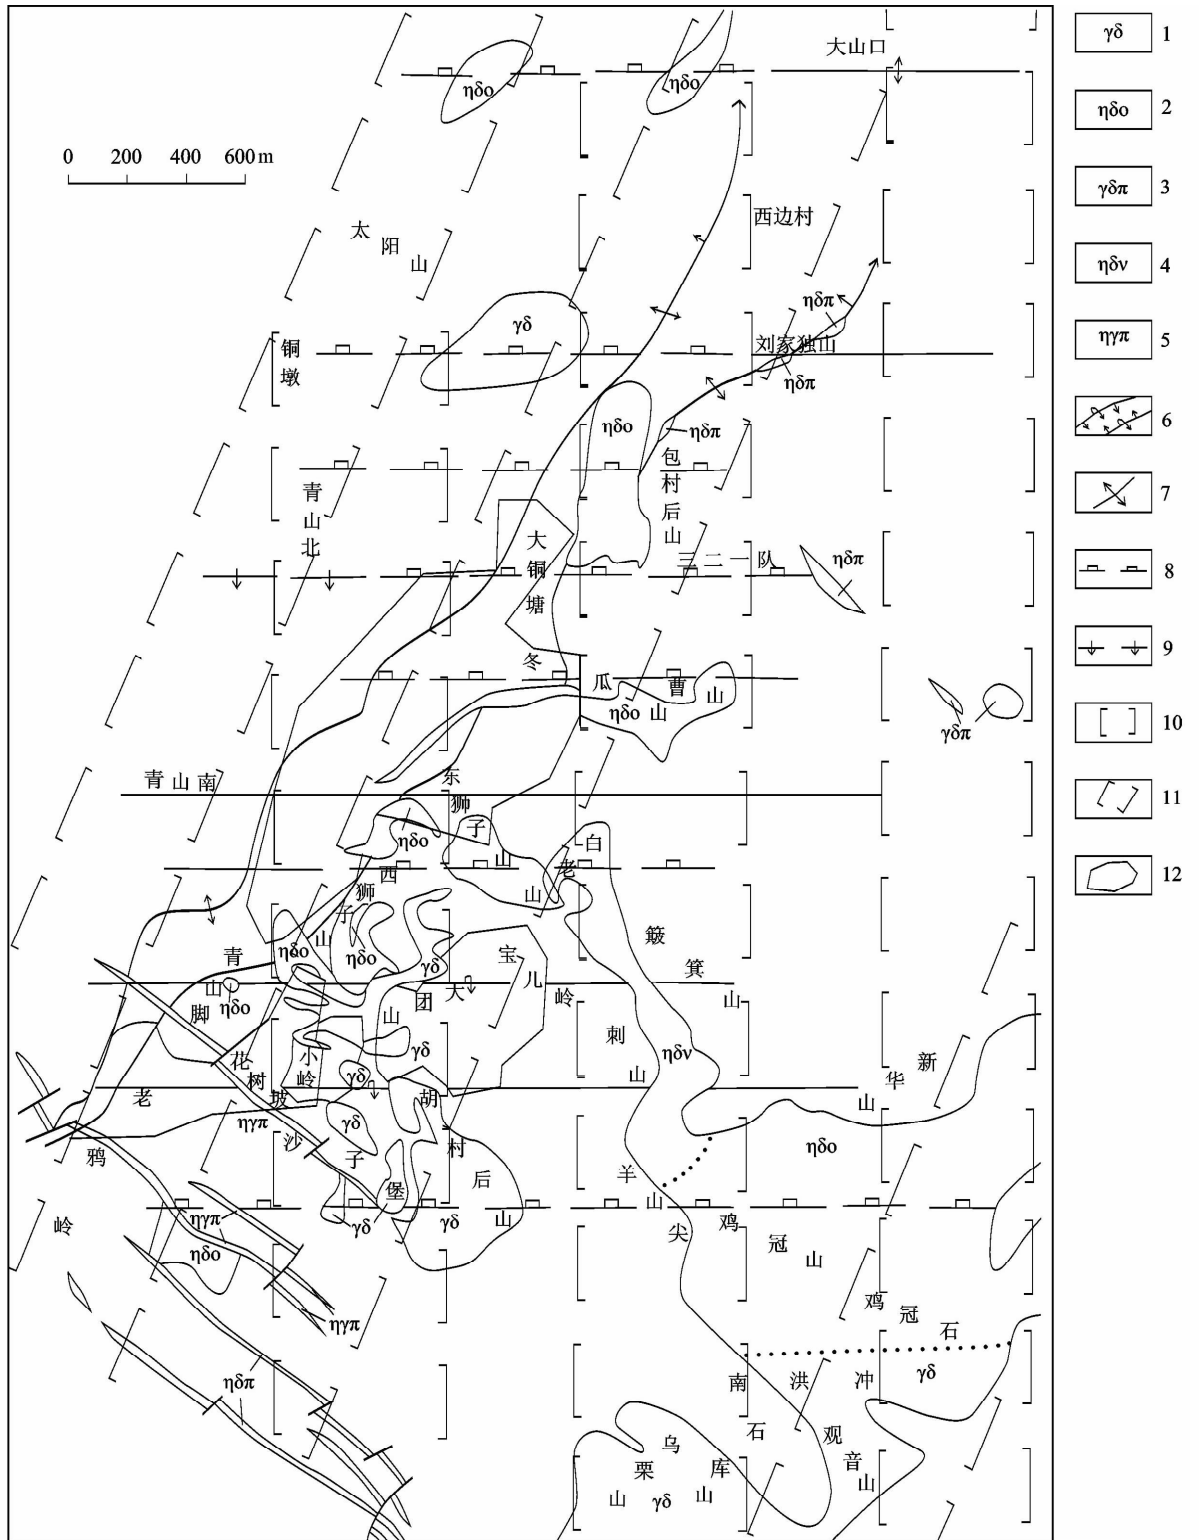 大山口
ηδο
ηδο
0 200 400 600 m
太阳山
西边村
γδ
ηδπ
铜墩
刘家独山
ηδπ
ηδο
ηδπ
包村后山
青山北
大铜塘
三二一队
ηδπ
冬瓜山
曹山
ηδο
γδπ
青山南
东狮子山
ηδο
西狮子山
白
老
山
ηδο
ηδο
γδ
簸箕山
青山脚
ηδο
宝儿岭
大团山
刺山
ηδν
花树坡
小岭
γδ
γδ
华山
新
老鸦岭
ηγπ
沙子堡
γδ
胡村后山
ηδο
羊山尖
γδ
γδ
鸡冠山
ηγπ
ηδο
ηγπ
鸡冠石
ηδπ
南洪冲
γδ
石
观音山
乌
栗
库
山
γδ
山
γδ 1
ηδο 2
γδπ 3
ηδν 4
ηγπ 5
6
7
8
9
10
11
12